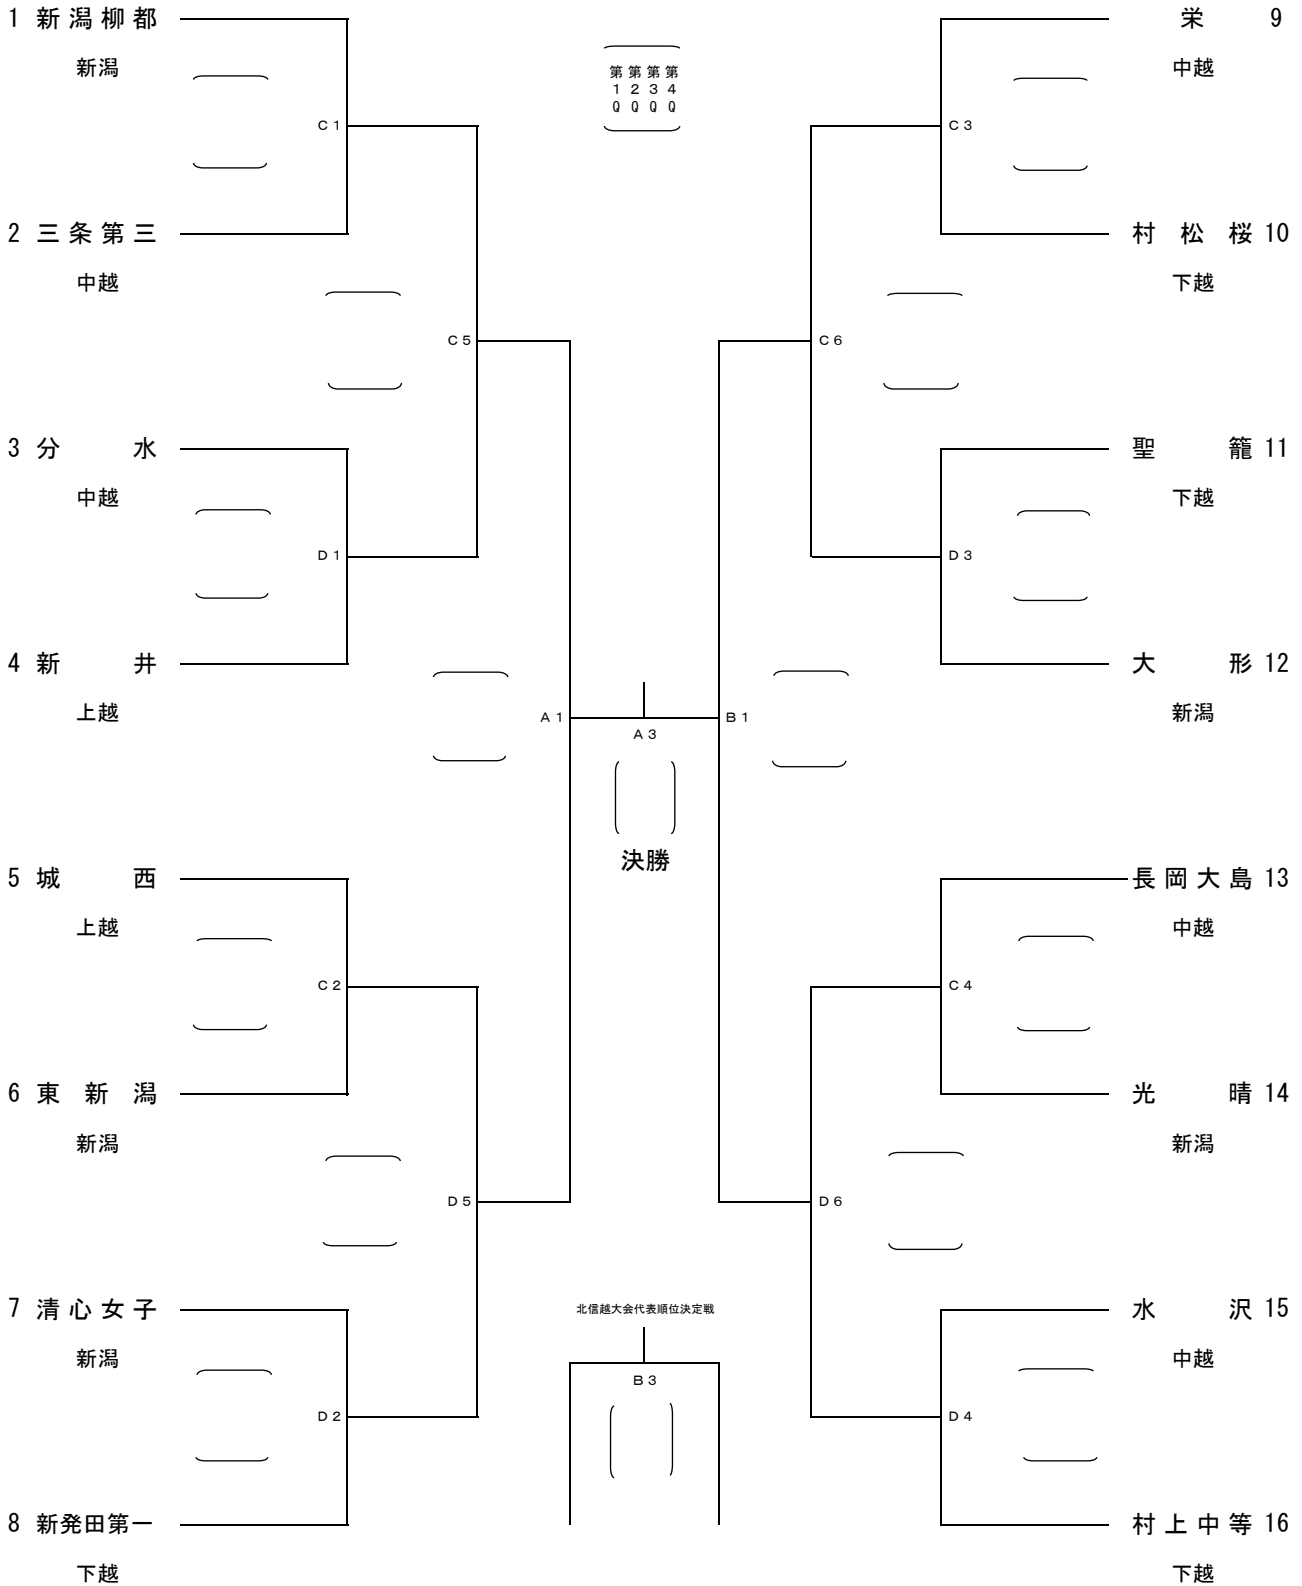 1 新潟柳都
新潟
C1
2 三条第三
中越
C5
3 分水
中越
D1
4 新井
上越
A1
5 城西
上越
C2
6 東新潟
新潟
D5
7 清心女子
新潟
D2
8 新発田第一
下越
第1Q 第2Q 第3Q 第4Q
A3
決勝
北信越大会代表順位決定戦
B3
栄 9
中越
C3
村松桜 10
下越
C6
聖籠 11
下越
D3
大形 12
新潟
B1
長岡大島 13
中越
C4
光晴 14
新潟
D6
水沢 15
中越
D4
村上中等 16
下越